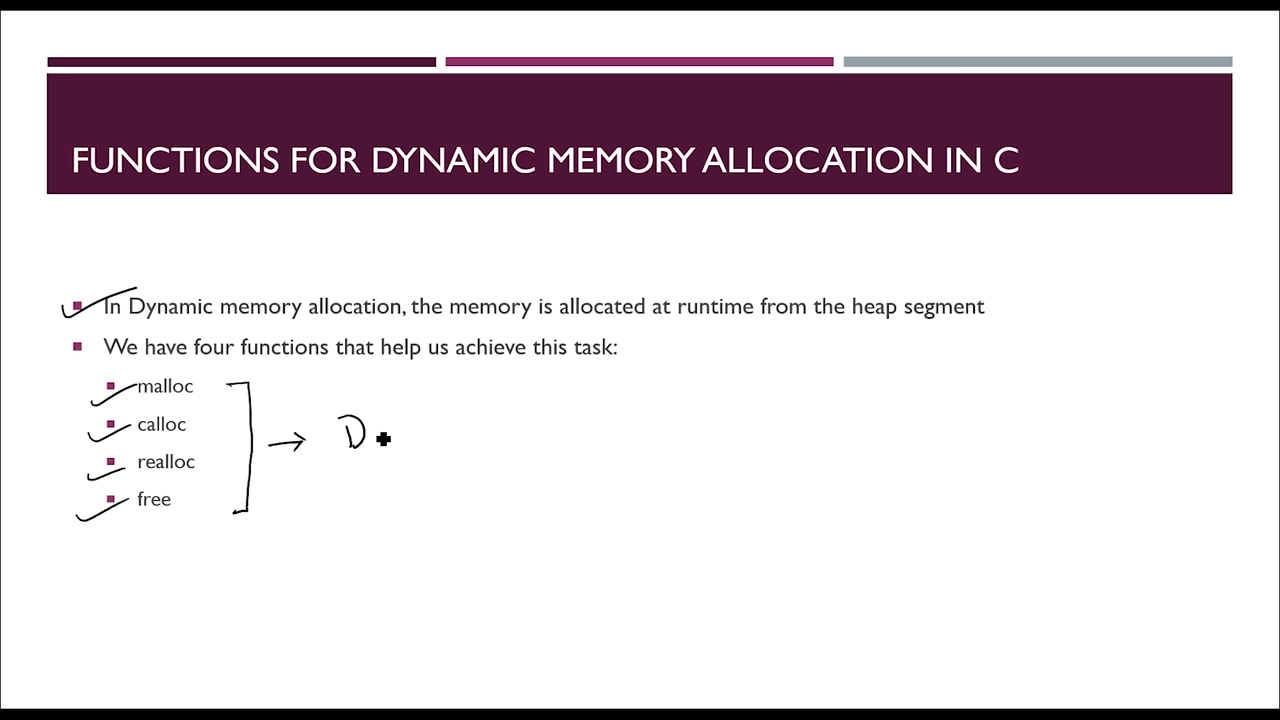 FUNCTIONS FOR DYNAMIC MEMORY ALLOCATION IN C
In Dynamic memory allocation, the memory is allocated at runtime from the heap segment
We have four functions that help us achieve this task:
malloc
calloc
realloc
free
D